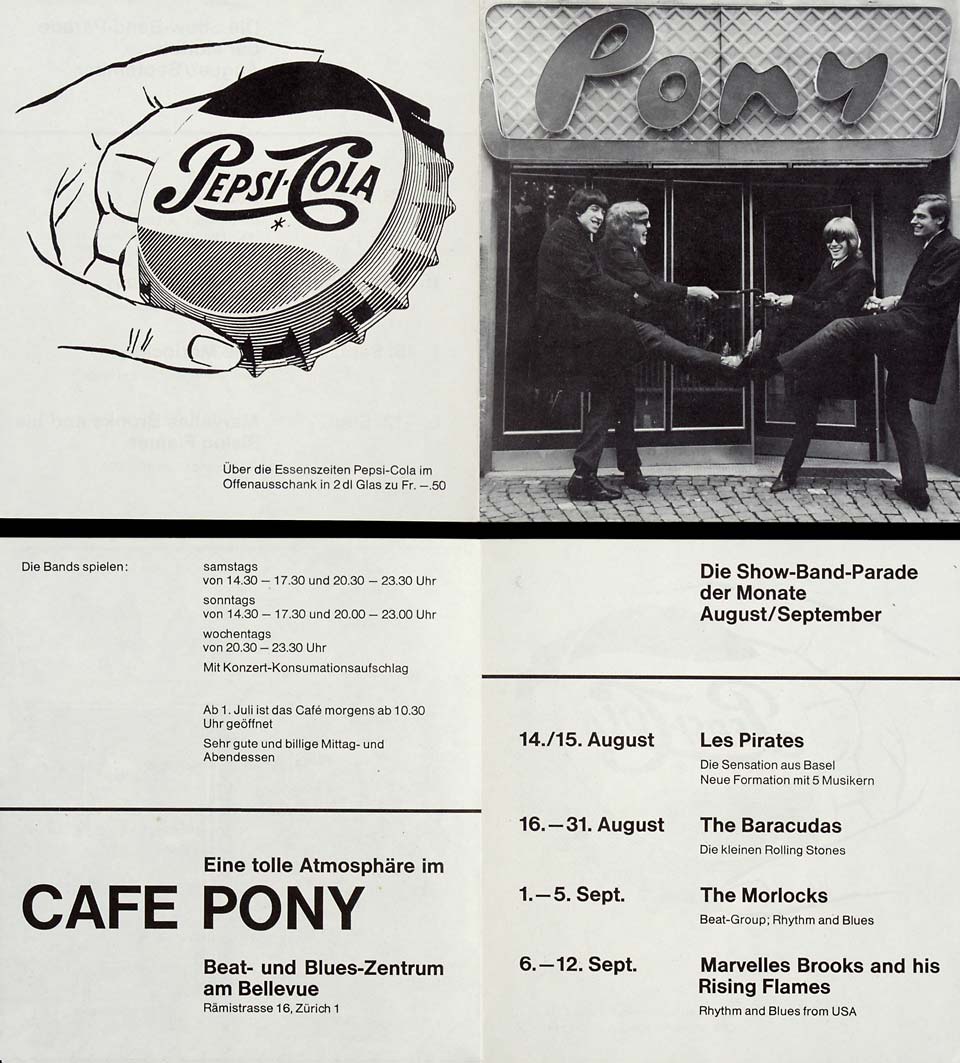 PEPSI-COLA
*
Über die Essenszeiten Pepsi-Cola im
Offenausschank in 2 dl Glas zu Fr. –.50
Pony
Die Bands spielen:
samstags
von 14.30 – 17.30 und 20.30 – 23.30 Uhr
sonntags
von 14.30 – 17.30 und 20.00 – 23.00 Uhr
wochentags
von 20.30 – 23.30 Uhr
Mit Konzert-Konsumationsaufschlag
Ab 1. Juli ist das Café morgens ab 10.30
Uhr geöffnet
Sehr gute und billige Mittag- und
Abendessen
Eine tolle Atmosphäre im
CAFE PONY
Beat- und Blues-Zentrum
am Bellevue
Rämistrasse 16, Zürich 1
Die Show-Band-Parade
der Monate
August/September
14./15. August Les Pirates
Die Sensation aus Basel
Neue Formation mit 5 Musikern
16.–31. August The Baracudas
Die kleinen Rolling Stones
1.–5. Sept. The Morlocks
Beat-Group; Rhythm and Blues
6.–12. Sept. Marvelles Brooks and his
Rising Flames
Rhythm and Blues from USA